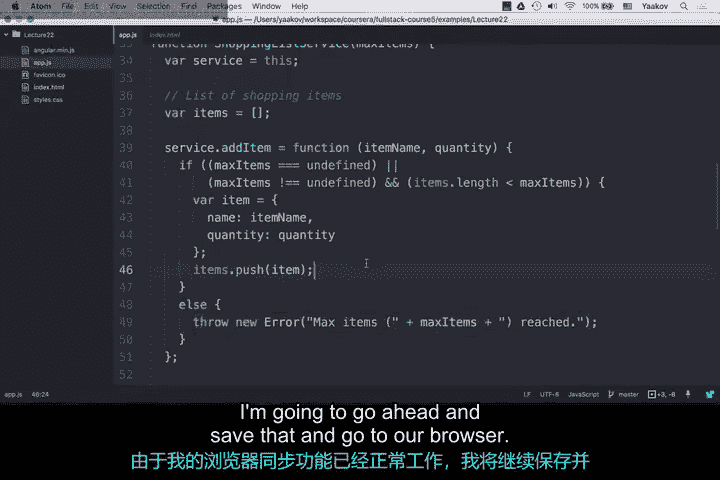 Atom File Edit View Selection Find Packages Window Help 100% Yaakov
app.js — /Users/yaakov/workspace/coursera/fullstack-course5/examples/Lecture22
Lecture22
angular.min.js
app.js
favicon.ico
index.html
styles.css
app.js index.html
function ShoppingListService(maxItems) {
34 var service = this;
35
36 // List of shopping items
37 var items = [];
38
39 service.addItem = function (itemName, quantity) {
40 if ((maxItems === undefined) ||
41 (maxItems !== undefined) && (items.length < maxItems)) {
42 var item = {
43 name: itemName,
44 quantity: quantity
45 };
46 items.push(item);
47 }
48 else {
49 throw new Error("Max items (" + maxItems + ") reached.");
50 }
51 };
52
app.js 46:24 LF UTF-8 JavaScript master +3, -8
I'm going to go ahead and
save that and go to our browser.
由于我的浏览器同步功能已经正常工作，我将继续保存并